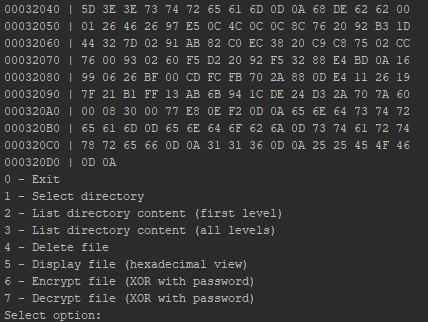 00032040 | 5D 3E 3E 73 74 72 65 61 6D 0D 0A 68 DE 62 62 00
00032050 | 01 26 46 26 97 E5 0C 4C 0C 0C 8C 76 20 92 B3 1D
00032060 | 44 32 7D 02 91 AB 82 C0 EC 38 20 C9 C8 75 02 CC
00032070 | 76 00 93 02 60 F5 D2 20 92 F5 32 88 E4 BD 0A 16
00032080 | 99 06 26 BF 00 CD FC FB 70 2A 88 0D E4 11 26 19
00032090 | 7F 21 B1 FF 13 AB 6B 94 1C DE 24 D3 2A 70 7A 60
000320A0 | 00 08 30 00 77 E8 0E F2 0D 0A 65 6E 64 73 74 72
000320B0 | 65 61 6D 0D 65 6E 64 6F 62 6A 0D 73 74 61 72 74
000320C0 | 78 72 65 66 0D 0A 31 31 36 0D 0A 25 25 45 4F 46
000320D0 | 0D 0A
0 - Exit
1 - Select directory
2 - List directory content (first level)
3 - List directory content (all levels)
4 - Delete file
5 - Display file (hexadecimal view)
6 - Encrypt file (XOR with password)
7 - Decrypt file (XOR with password)
Select option: